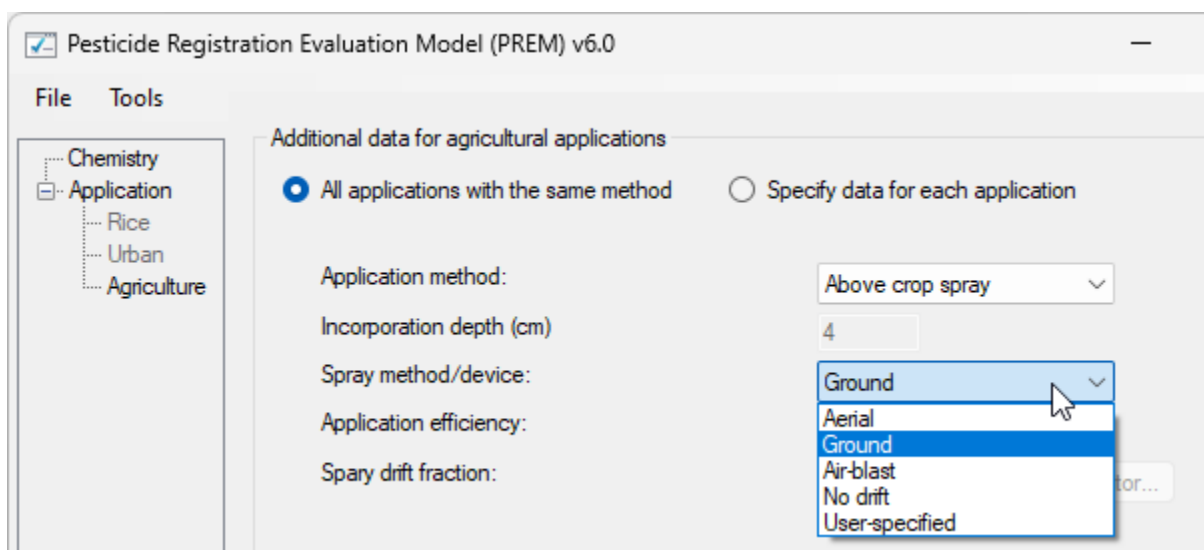 Pesticide Registration Evaluation Model (PREM) v6.0
File Tools
Chemistry
Application
Rice
Urban
Agriculture
Additional data for agricultural applications
All applications with the same method
Specify data for each application
Application method:
Above crop spray
Incorporation depth (cm)
4
Spray method/device:
Ground
Aerial
Ground
Air-blast
No drift
User-specified
Application efficiency:
Spary drift fraction:
tor...